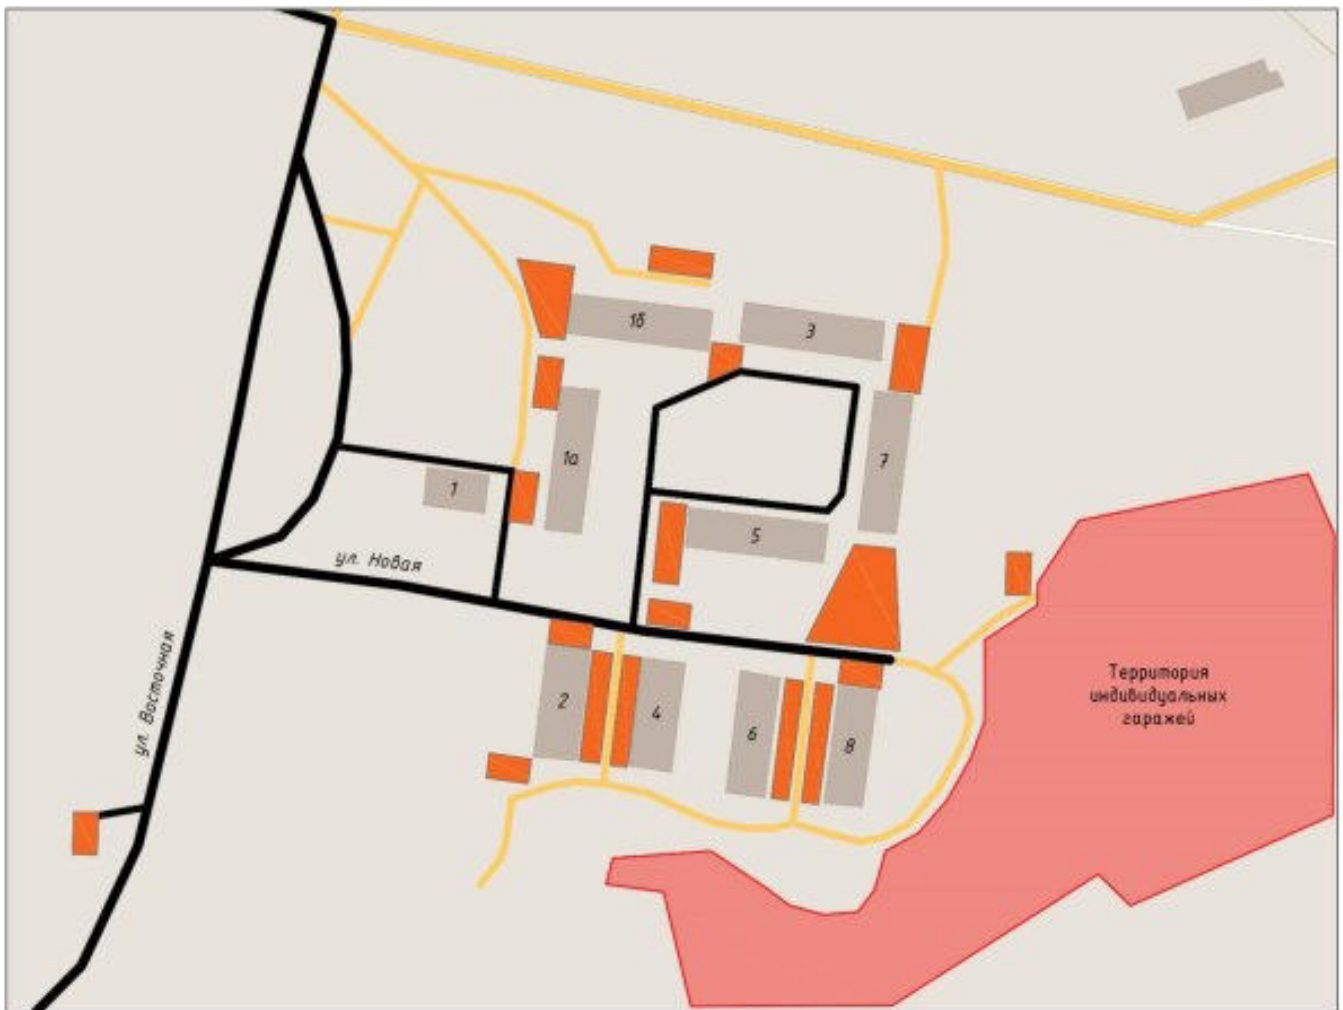 1б
3
1а
7
1
5
ул. Новая
ул. Восточная
2
4
6
8
Территория
индивидуальных
гаражей